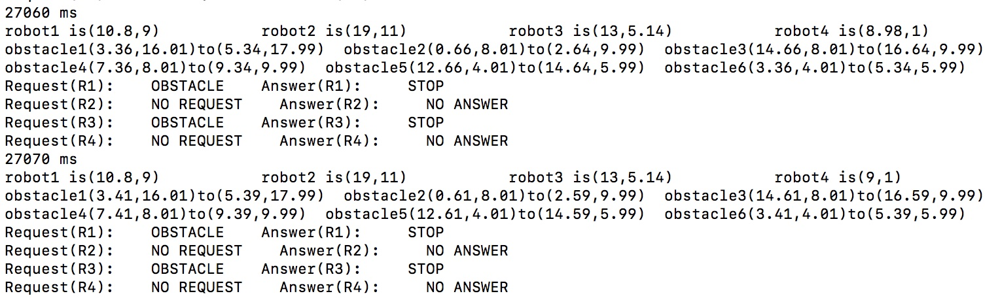 27060 ms
robot1 is(10.8,9) robot2 is(19,11) robot3 is(13,5.14) robot4 is(8.98,1)
obstacle1(3.36,16.01)to(5.34,17.99) obstacle2(0.66,8.01)to(2.64,9.99) obstacle3(14.66,8.01)to(16.64,9.99)
obstacle4(7.36,8.01)to(9.34,9.99) obstacle5(12.66,4.01)to(14.64,5.99) obstacle6(3.36,4.01)to(5.34,5.99)
Request(R1): OBSTACLE Answer(R1): STOP
Request(R2): NO REQUEST Answer(R2): NO ANSWER
Request(R3): OBSTACLE Answer(R3): STOP
Request(R4): NO REQUEST Answer(R4): NO ANSWER
27070 ms
robot1 is(10.8,9) robot2 is(19,11) robot3 is(13,5.14) robot4 is(9,1)
obstacle1(3.41,16.01)to(5.39,17.99) obstacle2(0.61,8.01)to(2.59,9.99) obstacle3(14.61,8.01)to(16.59,9.99)
obstacle4(7.41,8.01)to(9.39,9.99) obstacle5(12.61,4.01)to(14.59,5.99) obstacle6(3.41,4.01)to(5.39,5.99)
Request(R1): OBSTACLE Answer(R1): STOP
Request(R2): NO REQUEST Answer(R2): NO ANSWER
Request(R3): OBSTACLE Answer(R3): STOP
Request(R4): NO REQUEST Answer(R4): NO ANSWER